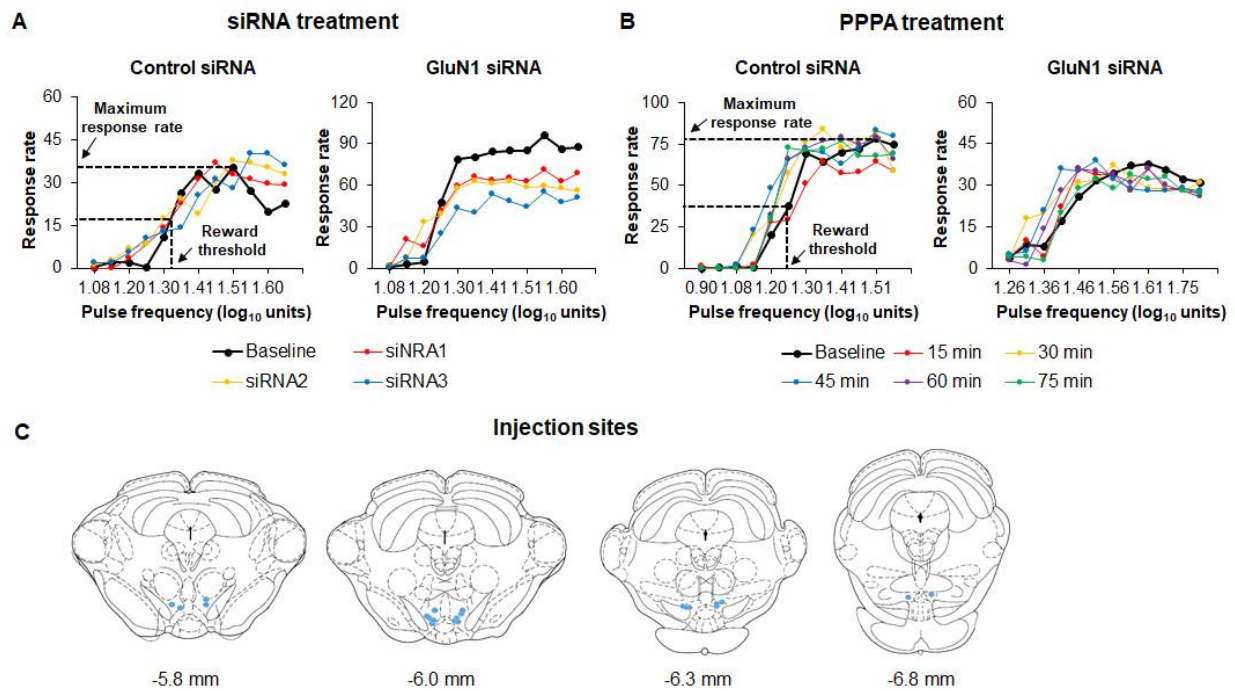 A
siRNA treatment
B
PPPA treatment
Control siRNA
GluN1 siRNA
Control siRNA
GluN1 siRNA
60
45
30
15
0
Response rate
Maximum
response rate
Reward
threshold
1.08 1.20 1.30 1.41 1.51 1.60
Pulse frequency (log10 units)
120
90
60
30
0
Response rate
1.08 1.20 1.30 1.41 1.51 1.60
Pulse frequency (log10 units)
100
75
50
25
0
Response rate
Maximum
response rate
Reward
threshold
0.90 1.08 1.20 1.30 1.41 1.51
Pulse frequency (log10 units)
60
45
30
15
0
Response rate
1.26 1.36 1.46 1.56 1.61 1.75
Pulse frequency (log10 units)
Baseline siNRA1
siRNA2 siRNA3
Baseline 15 min 30 min
45 min 60 min 75 min
C
Injection sites
-5.8 mm
-6.0 mm
-6.3 mm
-6.8 mm